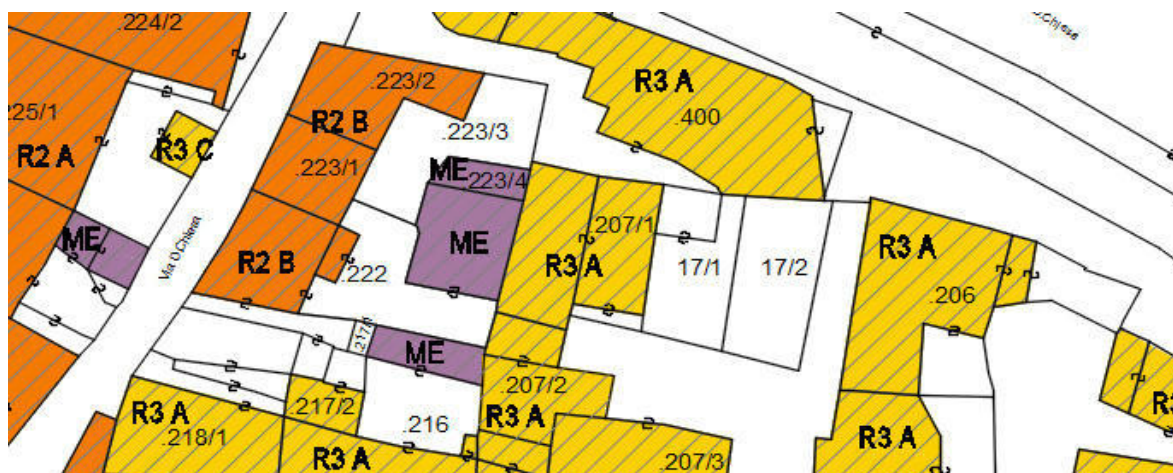 .224/2
D.Chiesa
.223/2
R3 A
.400
.225/1
R2 B
R3 C
.223/3
R2 A
.223/1
ME
.223/4
.207/1
ME
Via D.Chiesa
ME
R3 A
R2 B
R3 A
.222
17/1
17/2
.206
.217/1
ME
.207/2
.217/2
R3 A
.216
R3 A
R3
.218/1
R3 A
R3 A
.207/3